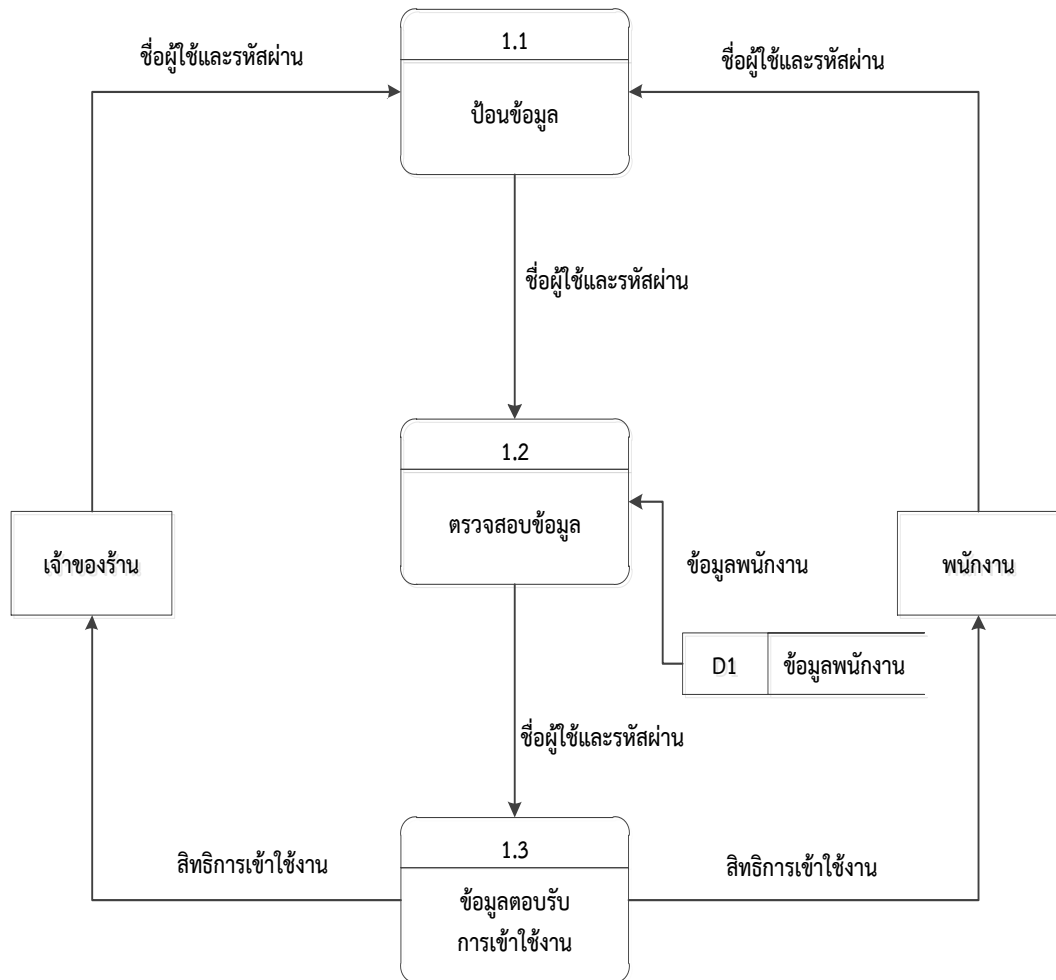 1.1
ชื่อผู้ใช้และรหัสผ่าน
ชื่อผู้ใช้และรหัสผ่าน
ป้อนข้อมูล
ชื่อผู้ใช้และรหัสผ่าน
1.2
ตรวจสอบข้อมูล
เจ้าของร้าน
ข้อมูลพนักงาน
พนักงาน
D1
ข้อมูลพนักงาน
ชื่อผู้ใช้และรหัสผ่าน
1.3
สิทธิการเข้าใช้งาน
สิทธิการเข้าใช้งาน
ข้อมูลตอบรับ
การเข้าใช้งาน